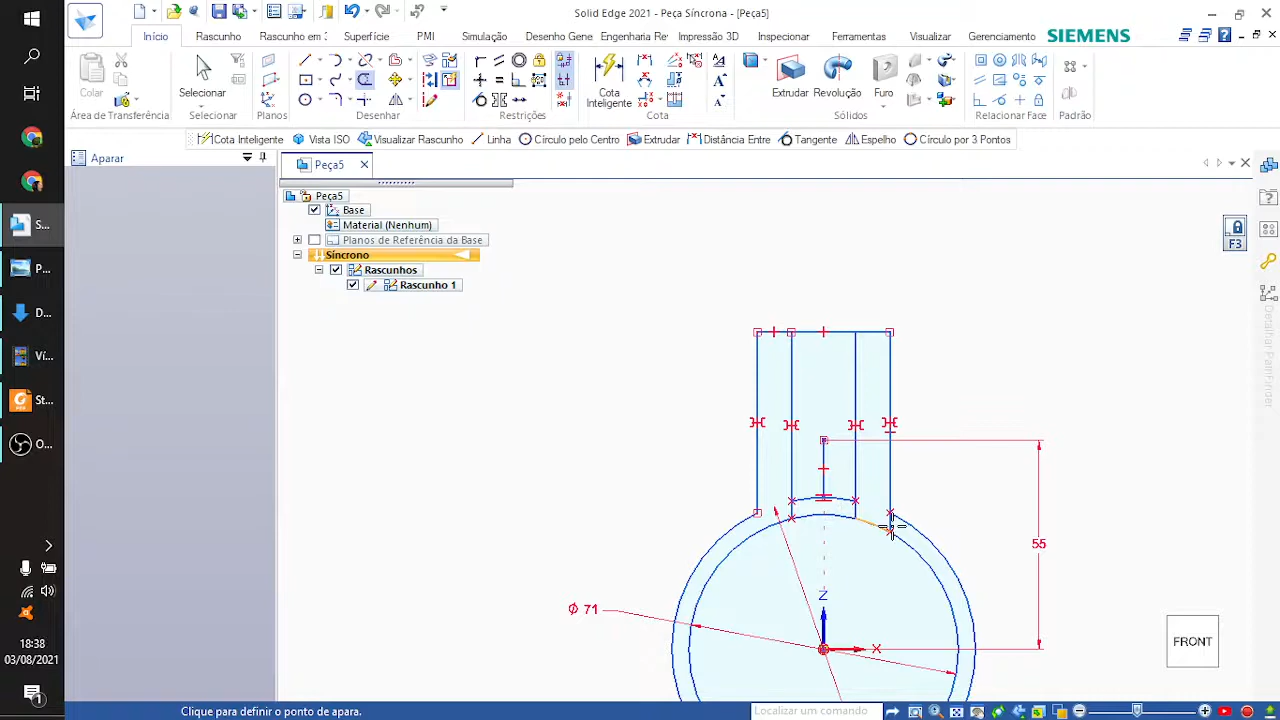 Solid Edge 2021 - Peça Síncrona - [Peça5]
Início
Rascunho
Rascunho em :
Superfície
PMI
Simulação
Desenho Gene
Engenharia Re
Impressão 3D
Inspecionar
Ferramentas
Visualizar
Gerenciamento
SIEMENS
Colar
Selecionar
Cota
Inteligente
Extrudar
Revolução
Furo
Área de Transferência
Selecionar
Planos
Desenhar
Restrições
Cota
Sólidos
Relacionar Face
Padrão
Cota Inteligente
Vista ISO
Visualizar Rascunho
Linha
Círculo pelo Centro
Extrudar
Distância Entre
Tangente
Espelho
Círculo por 3 Pontos
Aparar
Peça5
Peça5
Base
Material (Nenhum)
Planos de Referência da Base
Síncrono
Rascunhos
Rascunho 1
F3
Detalhar PathFinder
S...
P...
D...
Ví...
St...
O...
55
Ø 71
Z
X
FRONT
18:38
03/08/2021
Clique para definir o ponto de apara.
Localizar um comando